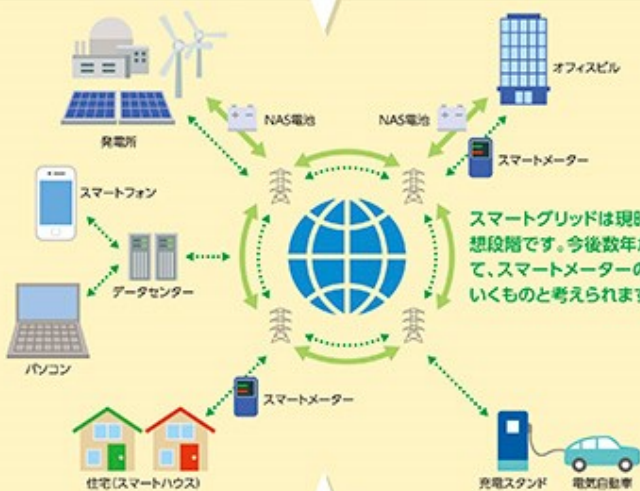 オフィスビル
NAS電池
NAS電池
発電所
スマートメーター
スマートフォン
スマートグリッドは現
想段階です。今後数年
て、スマートメーターの
いくものと考えられます
データセンター
パソコン
スマートメーター
住宅(スマートハウス)
充電スタンド
電気自動車